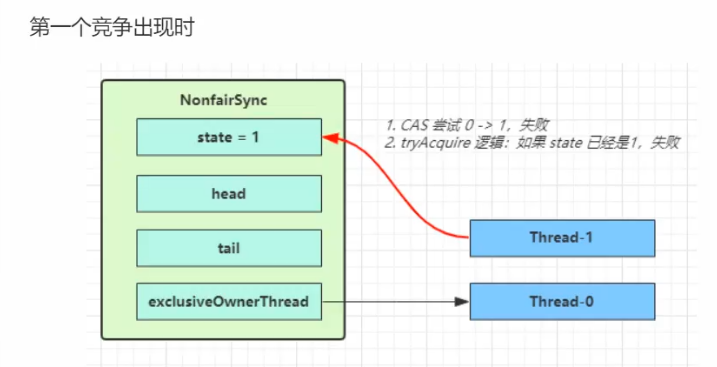 第一个竞争出现时
NonfairSync
state = 1
1. CAS 尝试 0 -> 1，失败
2. tryAcquire 逻辑：如果 state 已经是1，失败
head
tail
Thread-1
exclusiveOwnerThread
Thread-0